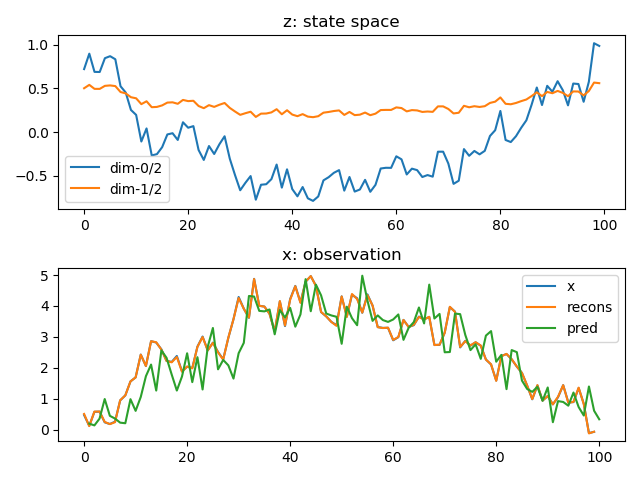 z: state space
1.0
0.5
0.0
−0.5
dim-0/2
dim-1/2
0 20 40 60 80 100
x: observation
5
4
3
2
1
0
x
recons
pred
0 20 40 60 80 100